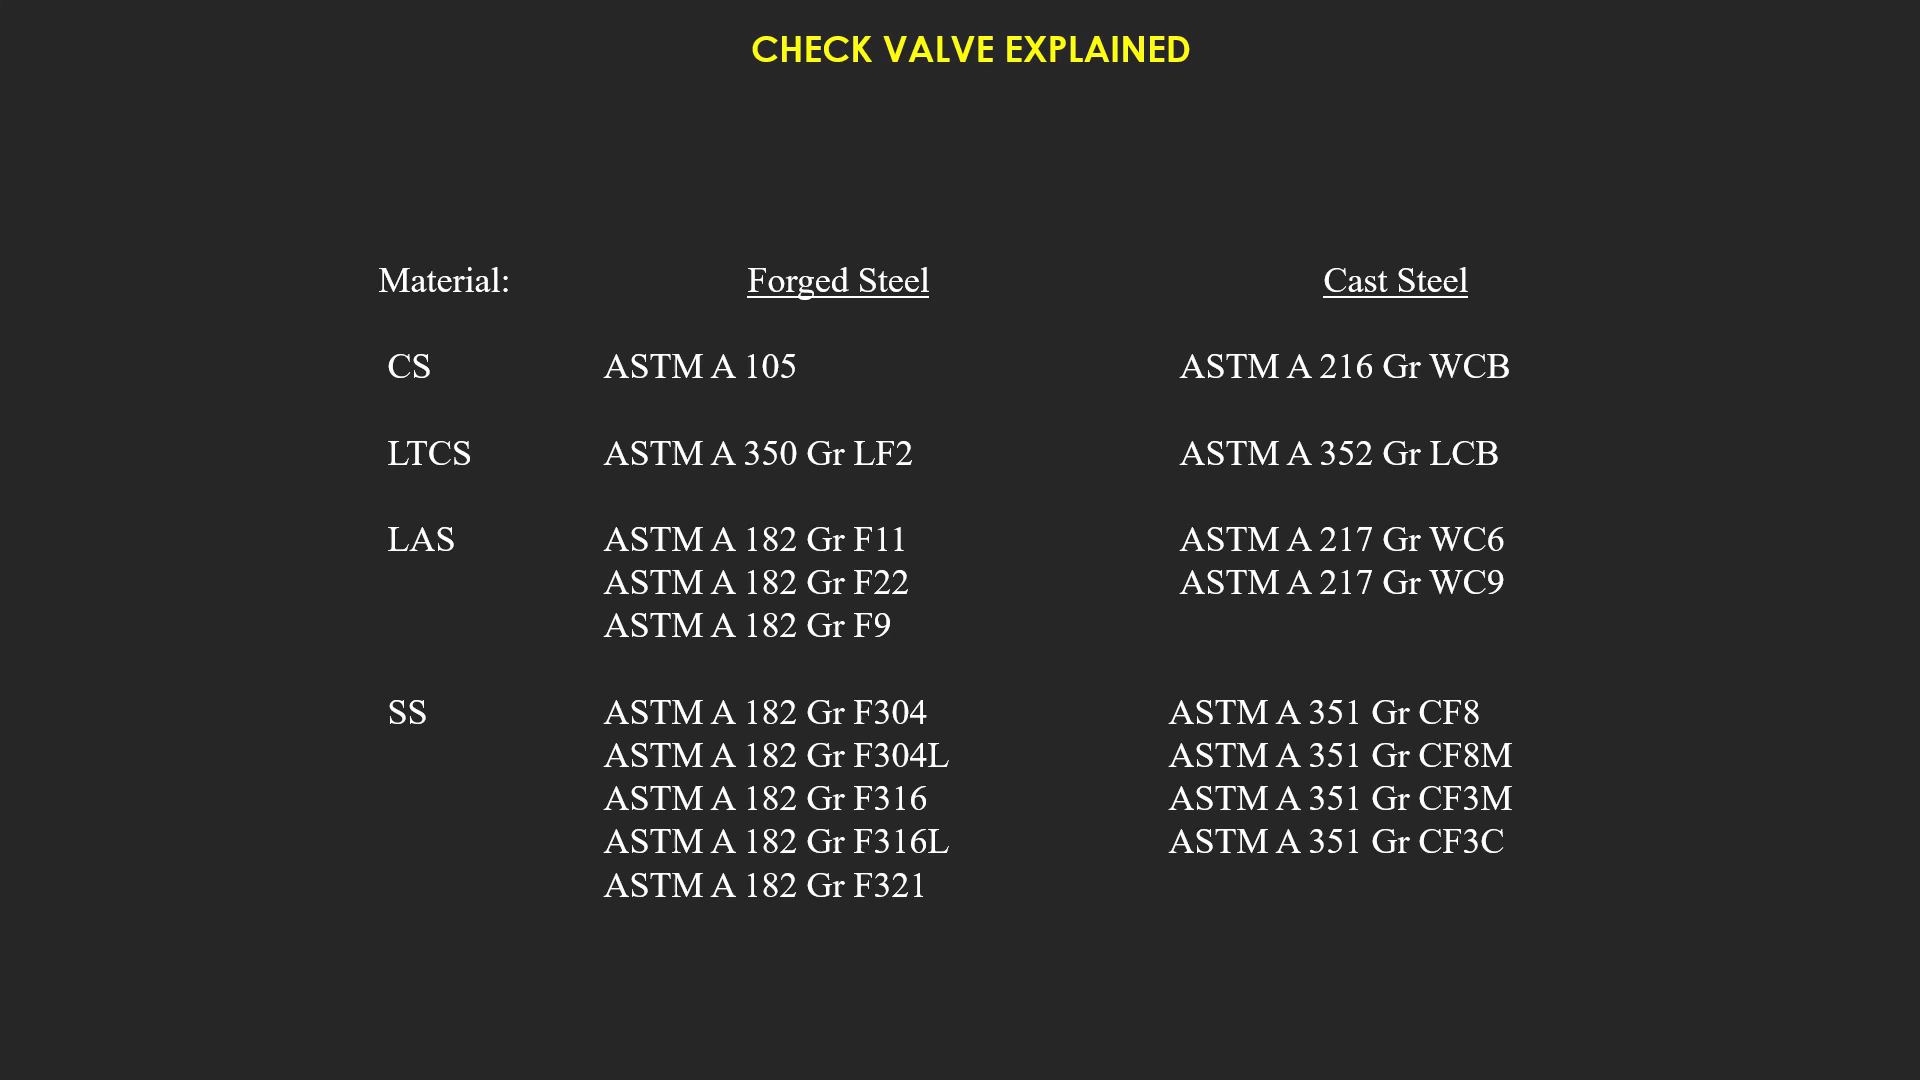 CHECK VALVE EXPLAINED
Material: Forged Steel Cast Steel
CS ASTM A 105 ASTM A 216 Gr WCB
LTCS ASTM A 350 Gr LF2 ASTM A 352 Gr LCB
LAS ASTM A 182 Gr F11 ASTM A 217 Gr WC6
ASTM A 182 Gr F22 ASTM A 217 Gr WC9
ASTM A 182 Gr F9
SS ASTM A 182 Gr F304 ASTM A 351 Gr CF8
ASTM A 182 Gr F304L ASTM A 351 Gr CF8M
ASTM A 182 Gr F316 ASTM A 351 Gr CF3M
ASTM A 182 Gr F316L ASTM A 351 Gr CF3C
ASTM A 182 Gr F321